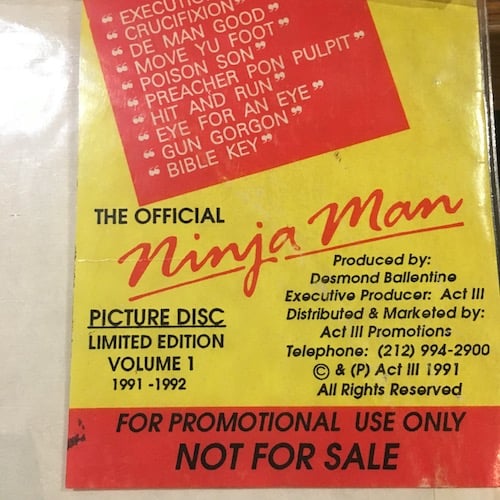 " CRUCIFIXION"
" DE MAN GOOD "
" MOVE YU FOOT "
" POISON SON "
" PREACHER PON PULPIT "
" HIT AND RUN "
" EYE FOR AN EYE "
" GUN GORGON "
" BIBLE KEY "
THE OFFICIAL
Ninja Man
PICTURE DISC
LIMITED EDITION
VOLUME 1
1991 -1992
Produced by:
Desmond Ballentine
Executive Producer: Act III
Distributed & Marketed by:
Act III Promotions
Telephone: (212) 994-2900
© & (P) Act III 1991
All Rights Reserved
FOR PROMOTIONAL USE ONLY
NOT FOR SALE